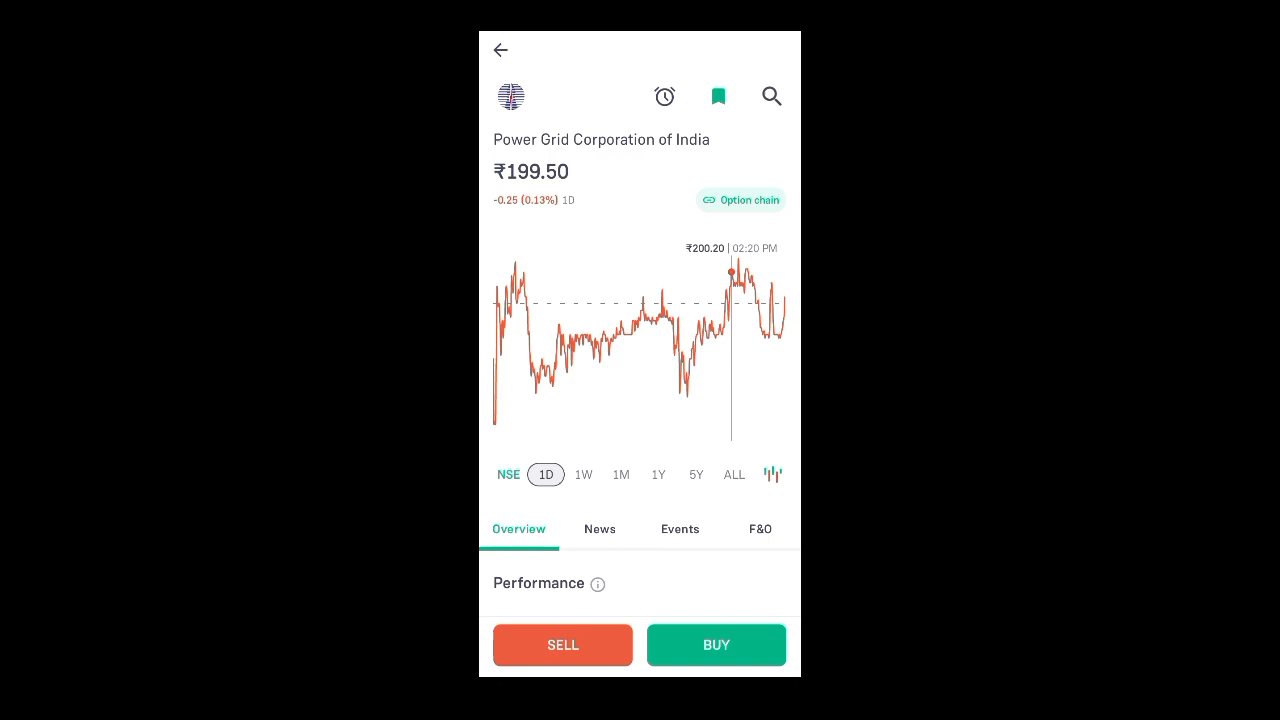 Power Grid Corporation of India
₹199.50
-0.25 (0.13%) 1D
Option chain
₹200.20 | 02:20 PM
NSE 1D 1W 1M 1Y 5Y ALL
Overview News Events F&O
Performance
SELL BUY